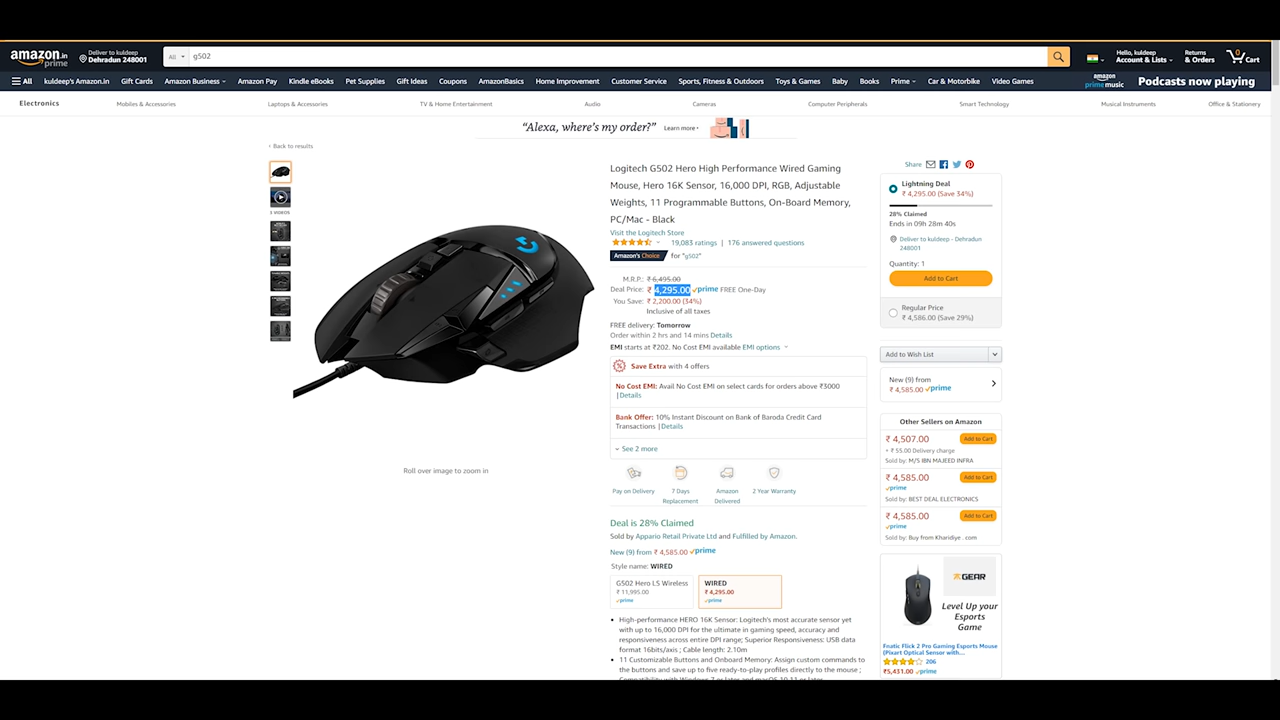 amazon.in
prime
Deliver to kuldeep
Dehradun 248001
All
g502
Hello, kuldeep
Account & Lists
Returns
& Orders
0
Cart
All
kuldeep's Amazon.in
Gift Cards
Amazon Business
Amazon Pay
Kindle eBooks
Pet Supplies
Gift Ideas
Coupons
AmazonBasics
Home Improvement
Customer Service
Sports, Fitness & Outdoors
Toys & Games
Baby
Books
Prime
Car & Motorbike
Video Games
amazon
prime music
Podcasts now playing
Electronics
Mobiles & Accessories
Laptops & Accessories
TV & Home Entertainment
Audio
Cameras
Computer Peripherals
Smart Technology
Musical Instruments
Office & Stationery
“Alexa, where’s my order?”
Learn more ›
‹ Back to results
3 VIDEOS
Roll over image to zoom in
Logitech G502 Hero High Performance Wired Gaming
Mouse, Hero 16K Sensor, 16,000 DPI, RGB, Adjustable
Weights, 11 Programmable Buttons, On-Board Memory,
PC/Mac - Black
Visit the Logitech Store
19,083 ratings | 176 answered questions
Amazon's Choice for "g502"
M.R.P.: ₹ 6,495.00
Deal Price: ₹ 4,295.00 prime FREE One-Day
You Save: ₹ 2,200.00 (34%)
Inclusive of all taxes
FREE delivery: Tomorrow
Order within 2 hrs and 14 mins Details
EMI starts at ₹202. No Cost EMI available EMI options
Save Extra with 4 offers
No Cost EMI: Avail No Cost EMI on select cards for orders above ₹3000
| Details
Bank Offer: 10% Instant Discount on Bank of Baroda Credit Card
Transactions | Details
See 2 more
Pay on Delivery
7 Days
Replacement
Amazon
Delivered
2 Year Warranty
Deal is 28% Claimed
Sold by Appario Retail Private Ltd and Fulfilled by Amazon.
New (9) from ₹ 4,585.00 prime
Style name: WIRED
G502 Hero LS Wireless
₹ 11,995.00
prime
WIRED
₹ 4,295.00
prime
• High-performance HERO 16K Sensor: Logitech's most accurate sensor yet
with up to 16,000 DPI for the ultimate in gaming speed, accuracy and
responsiveness across entire DPI range; Superior Responsiveness: USB data
format 16bits/axis ; Cable length: 2.10m
• 11 Customizable Buttons and Onboard Memory: Assign custom commands to
the buttons and save up to five ready-to-play profiles directly to the mouse ;
Share
Lightning Deal
₹ 4,295.00 (Save 34%)
28% Claimed
Ends in 09h 28m 40s
Deliver to kuldeep - Dehradun
248001
Quantity: 1
Add to Cart
Regular Price
₹ 4,586.00 (Save 29%)
Add to Wish List
New (9) from
₹ 4,585.00 prime
Other Sellers on Amazon
₹ 4,507.00
Add to Cart
+ ₹ 55.00 Delivery charge
Sold by: M/S IBN MAJEED INFRA
₹ 4,585.00
Add to Cart
prime
Sold by: BEST DEAL ELECTRONICS
₹ 4,585.00
Add to Cart
prime
Sold by: Buy from Kharidiye . com
GEAR
Level Up your
Esports
Game
Fnatic Flick 2 Pro Gaming Esports Mouse
(Pixart Optical Sensor with...
206
₹5,431.00 prime